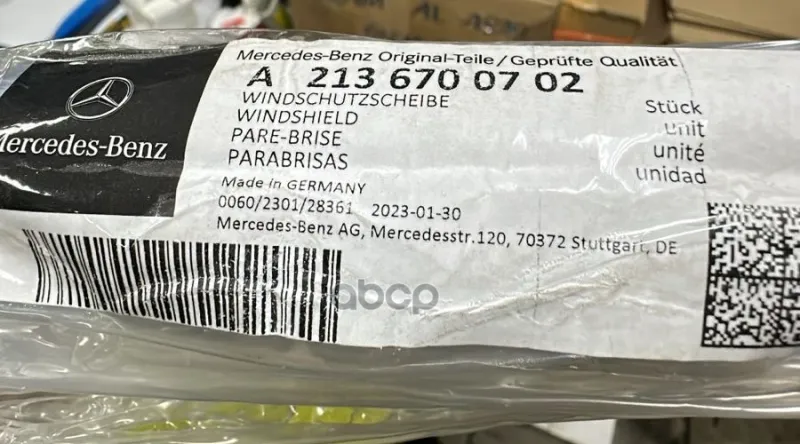 Mercedes-Benz Original-Teile/Geprüfte Qualität
A 213 670 07 02
WINDSCHUTZSCHEIBE
WINDSHIELD
PARE-BRISE
PARABRISAS
Stück
unit
unité
unidad
Made in GERMANY
0060/2301/28361 2023-01-30
Mercedes-Benz AG, Mercedesstr.120, 70372 Stuttgart, DE
Mercedes-Benz
abcp